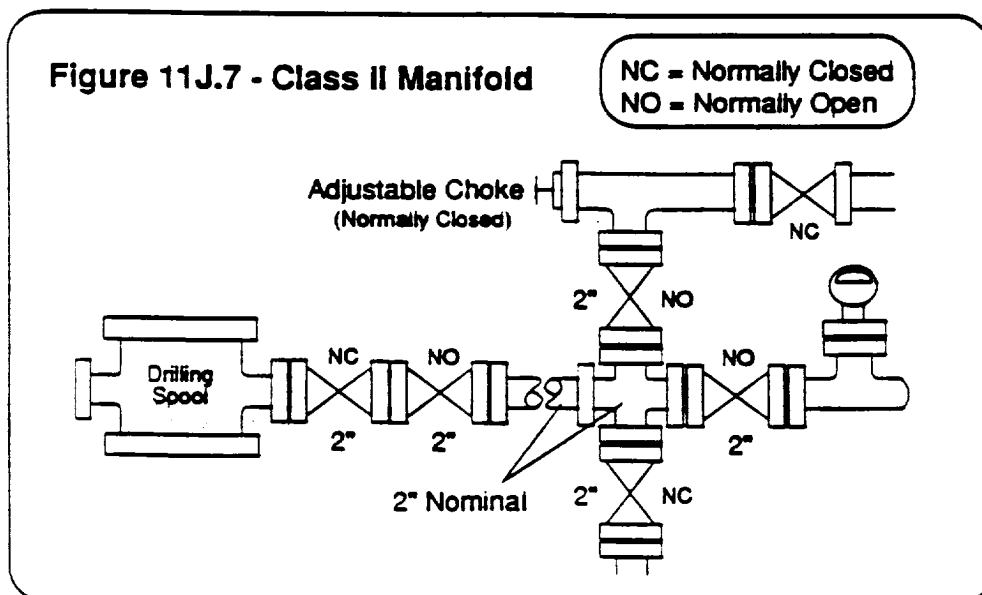 Figure 11J.7 - Class II Manifold
NC = Normally Closed
NO = Normally Open
Adjustable Choke
(Normally Closed)
NC
2" NO
NC NO NO
Drilling
Spool
2" 2" 2"
2" Nominal
2" NC